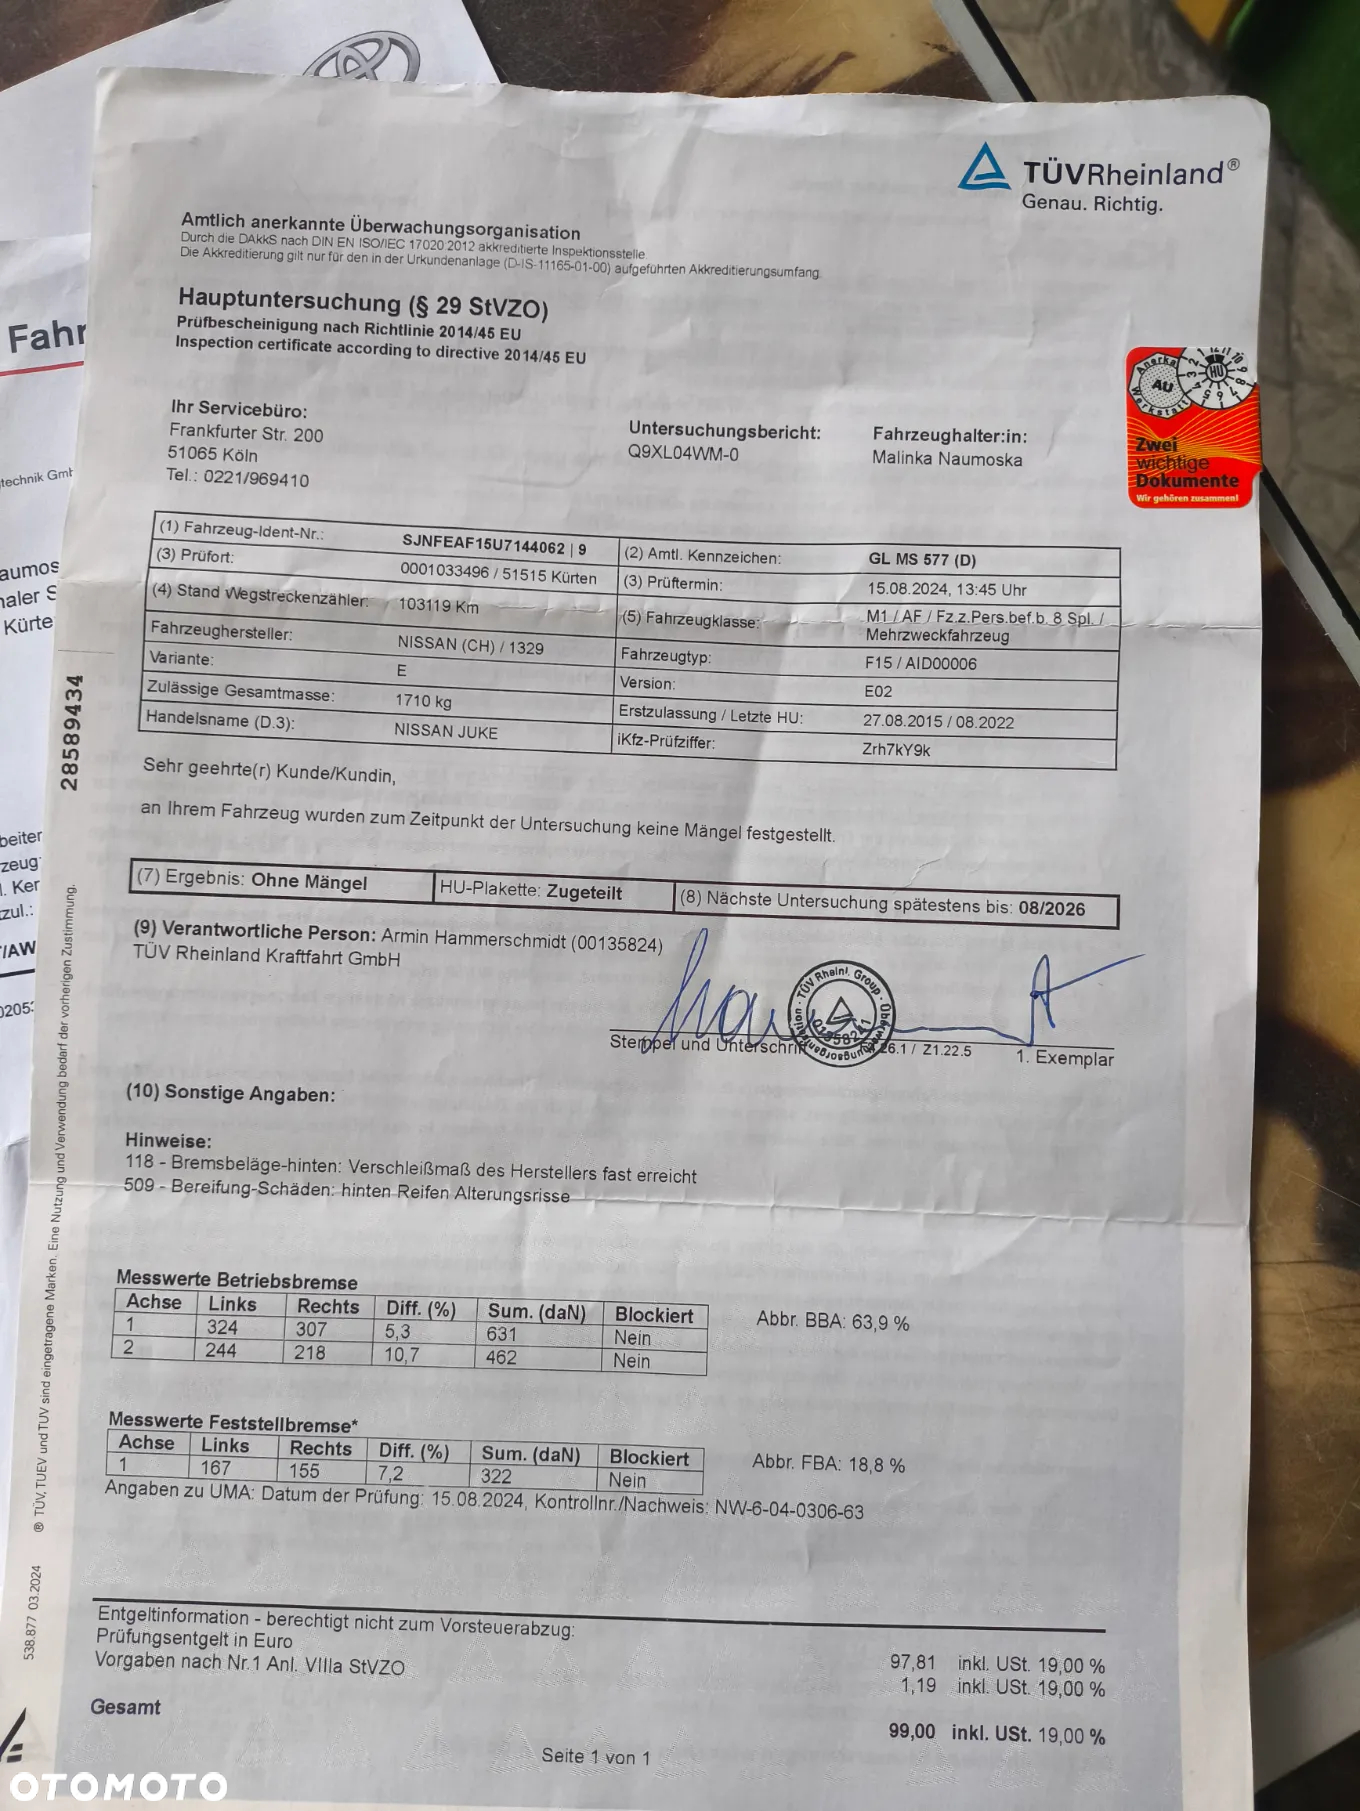 TÜVRheinland®
Genau. Richtig.
Amtlich anerkannte Überwachungsorganisation
Durch die DAkkS nach DIN EN ISO/IEC 17020:2012 akkreditierte Inspektionsstelle.
Die Akkreditierung gilt nur für den in der Urkundenanlage (D-IS-11165-01-00) aufgeführten Akkreditierungsumfang.
Hauptuntersuchung (§ 29 StVZO)
Prüfbescheinigung nach Richtlinie 2014/45 EU
Inspection certificate according to directive 2014/45 EU
Fahr
AU
HU
Zwei
wichtige
Dokumente
Wir gehören zusammen!
Ihr Servicebüro:
Frankfurter Str. 200
51065 Köln
Tel.: 0221/969410
Untersuchungsbericht:
Q9XL04WM-0
Fahrzeughalter:in:
Malinka Naumoska
(1) Fahrzeug-Ident-Nr.: SJNFEAF15U7144062 | 9 (2) Amtl. Kennzeichen: GL MS 577 (D)
(3) Prüfort: 0001033496 / 51515 Kürten (3) Prüftermin: 15.08.2024, 13:45 Uhr
(4) Stand Wegstreckenzähler: 103119 Km (5) Fahrzeugklasse: M1 / AF / Fz.z.Pers.bef.b. 8 Spl. /
Mehrzweckfahrzeug
Fahrzeughersteller: NISSAN (CH) / 1329 Fahrzeugtyp: F15 / AID00006
Variante: E Version: E02
Zulässige Gesamtmasse: 1710 kg Erstzulassung / Letzte HU: 27.08.2015 / 08.2022
Handelsname (D.3): NISSAN JUKE iKfz-Prüfziffer: Zrh7kY9k
Sehr geehrte(r) Kunde/Kundin,
an Ihrem Fahrzeug wurden zum Zeitpunkt der Untersuchung keine Mängel festgestellt.
(7) Ergebnis: Ohne Mängel HU-Plakette: Zugeteilt (8) Nächste Untersuchung spätestens bis: 08/2026
(9) Verantwortliche Person: Armin Hammerschmidt (00135824)
TÜV Rheinland Kraftfahrt GmbH
Stempel und Unterschrift 26.1 / Z1.22.5 1. Exemplar
(10) Sonstige Angaben:
Hinweise:
118 - Bremsbeläge-hinten: Verschleißmaß des Herstellers fast erreicht
509 - Bereifung-Schäden: hinten Reifen Alterungsrisse
Messwerte Betriebsbremse
Achse Links Rechts Diff. (%) Sum. (daN) Blockiert
1 324 307 5,3 631 Nein
2 244 218 10,7 462 Nein
Abbr. BBA: 63,9 %
Messwerte Feststellbremse*
Achse Links Rechts Diff. (%) Sum. (daN) Blockiert
1 167 155 7,2 322 Nein
Abbr. FBA: 18,8 %
Angaben zu UMA: Datum der Prüfung: 15.08.2024, Kontrollnr./Nachweis: NW-6-04-0306-63
Entgeltinformation - berechtigt nicht zum Vorsteuerabzug:
Prüfungsentgelt in Euro 97,81 inkl. USt. 19,00 %
Vorgaben nach Nr.1 Anl. VIIIa StVZO 1,19 inkl. USt. 19,00 %
Gesamt 99,00 inkl. USt. 19,00 %
Seite 1 von 1
28589434
® TÜV, TUEV und TUV sind eingetragene Marken. Eine Nutzung und Verwendung bedarf der vorherigen Zustimmung.
538.877 03.2024
OTOMOTO